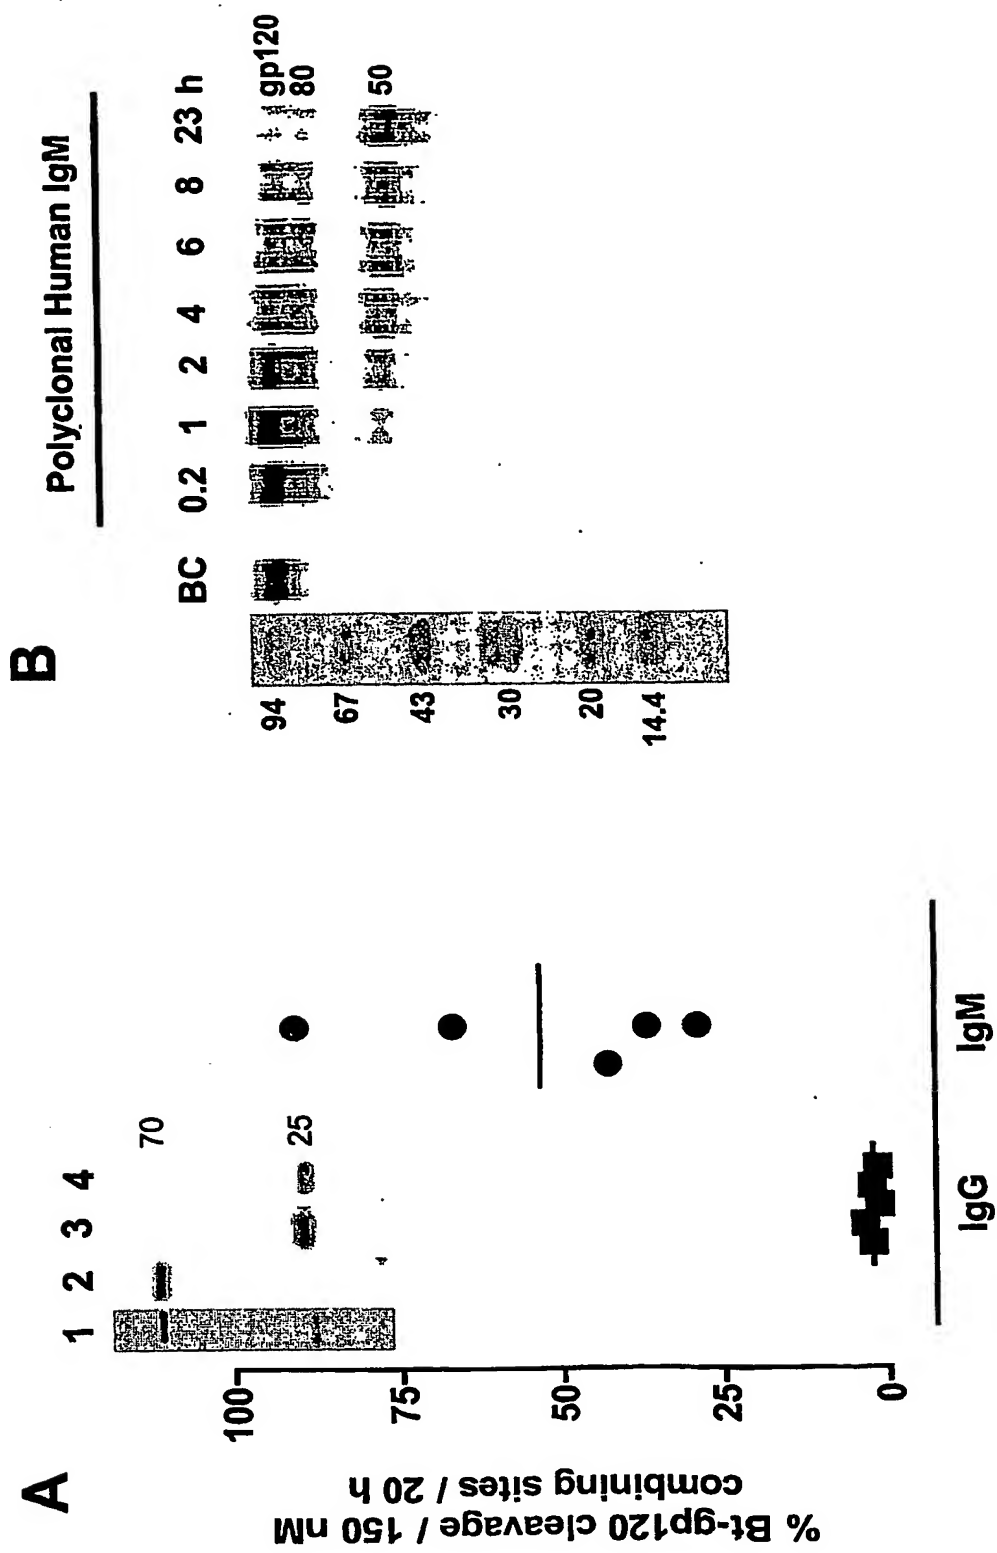 A
% Bt-gp120 cleavage / 150 nM
combining sites / 20 h
100
75
50
25
0
1 2 3 4
70
25
IgG
IgM
B
Polyclonal Human IgM
BC 0.2 1 2 4 6 8 23 h
gp120
80
50
94
67
43
30
20
14.4